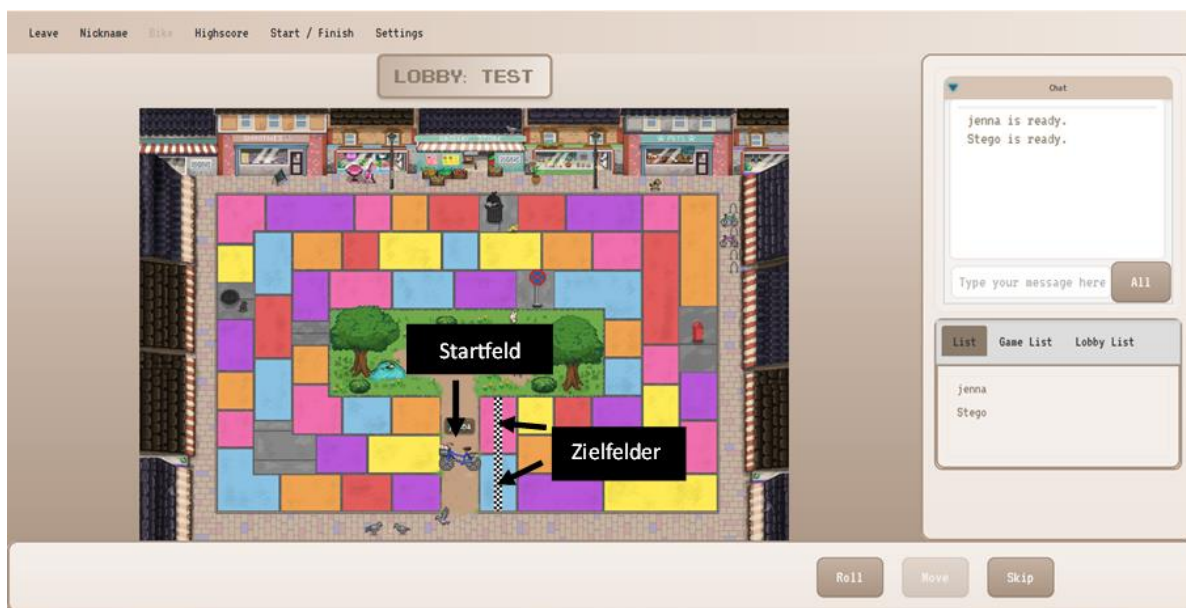 Leave Nickname Bike Highscore Start / Finish Settings
LOBBY: TEST
Chat
jenna is ready.
Stego is ready.
Type your message here
All
List Game List Lobby List
jenna
Stego
Startfeld
Zielfelder
Roll Move Skip